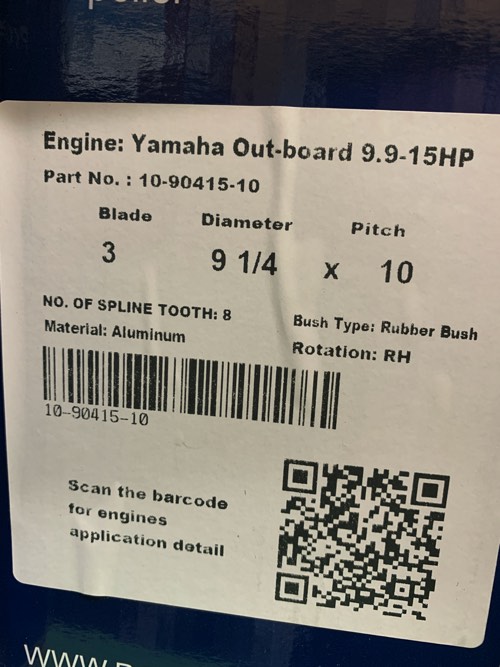 Engine: Yamaha Out-board 9.9-15HP
Part No. : 10-90415-10
Blade Diameter Pitch
3 9 1/4 x 10
NO. OF SPLINE TOOTH: 8 Bush Type: Rubber Bush
Material: Aluminum Rotation: RH
10-90415-10
Scan the barcode
for engines
application detail